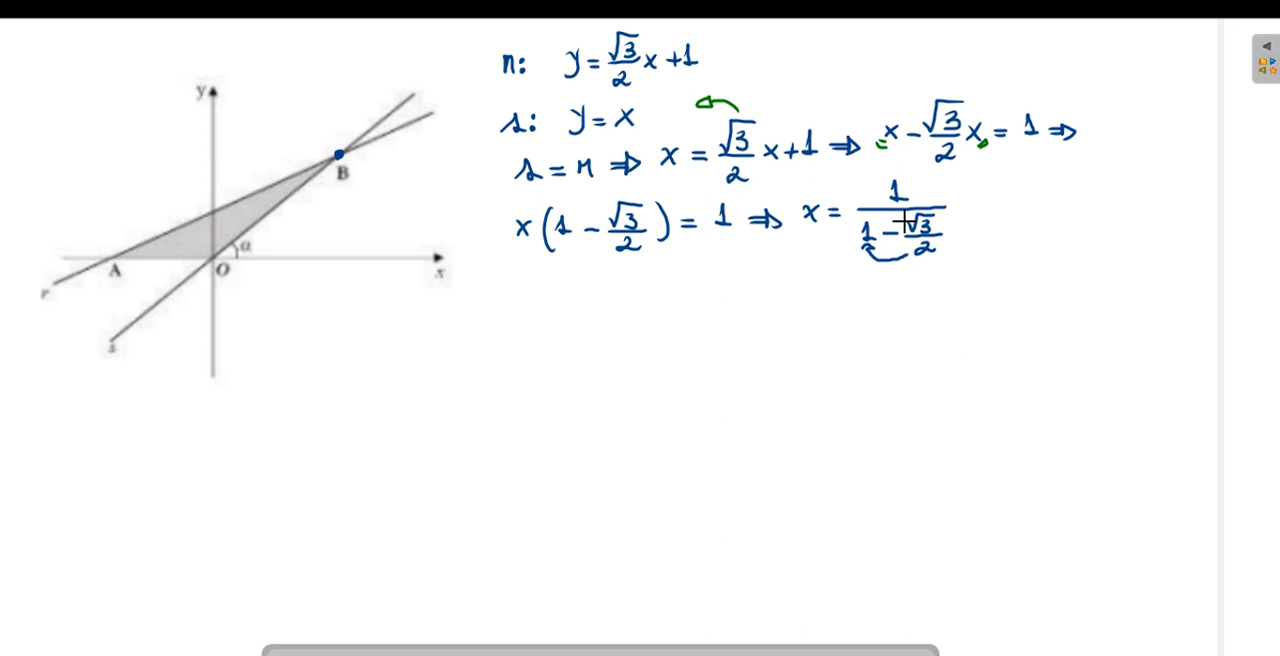 n: y = √3/2 x + 1
s: y = x
s = r ⇒ x = √3/2 x + 1 ⇒ x - √3/2 x = 1 ⇒
x(1 - √3/2) = 1 ⇒ x = 1/(1 - √3/2)
y
B
α
A
O
x
r
s